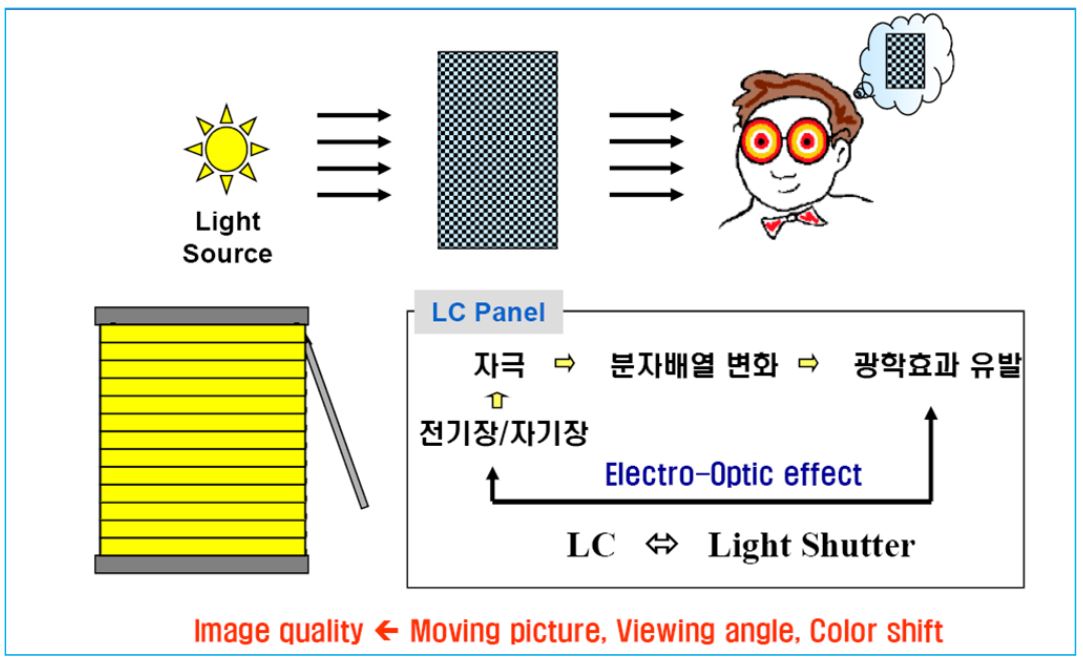 Light
Source
LC Panel
자극 ⇨ 분자배열 변화 ⇨ 광학효과 유발
전기장/자기장
Electro-Optic effect
LC ⇔ Light Shutter
Image quality ← Moving picture, Viewing angle, Color shift